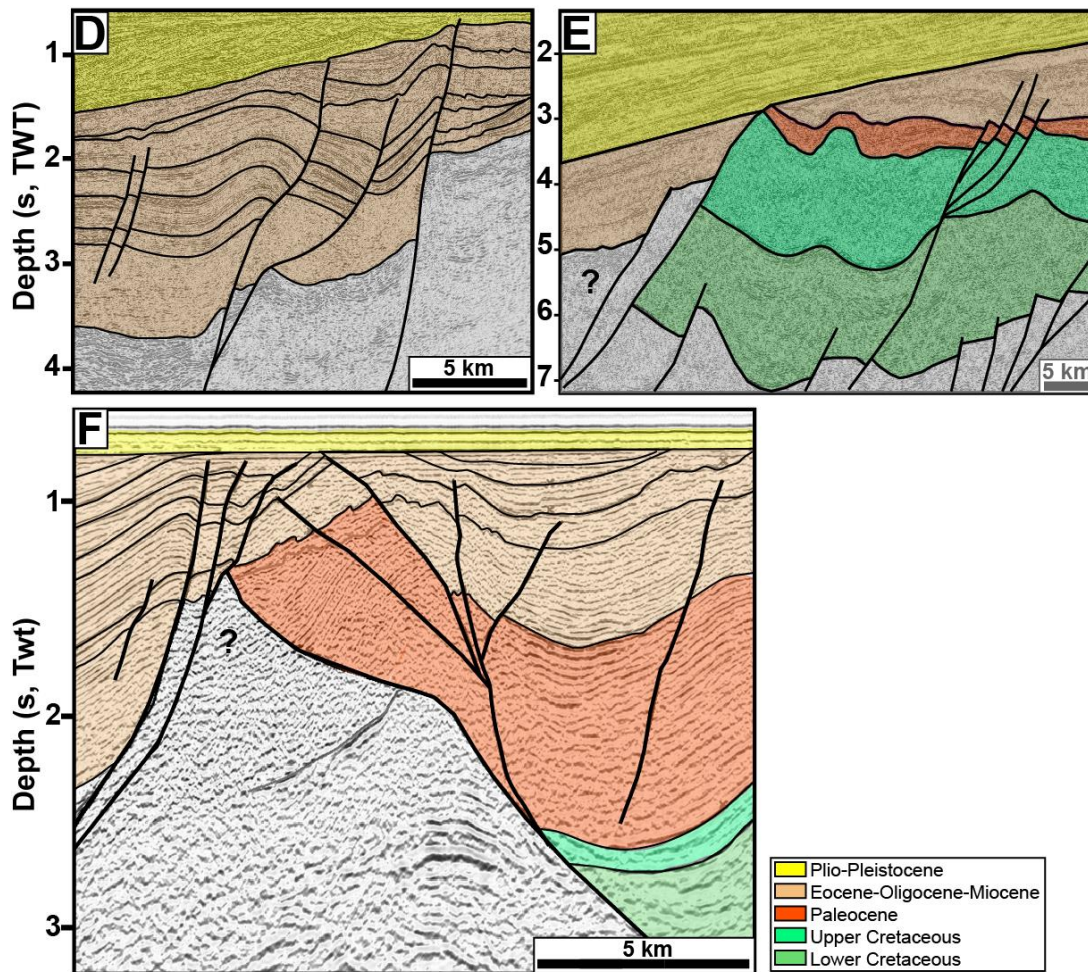 D
E
Depth (s, TWT)
1
2
3
4
5 km
2
3
4
5
6
7
?
5 km
F
Depth (s, Twt)
1
2
3
?
5 km
Plio-Pleistocene
Eocene-Oligocene-Miocene
Paleocene
Upper Cretaceous
Lower Cretaceous